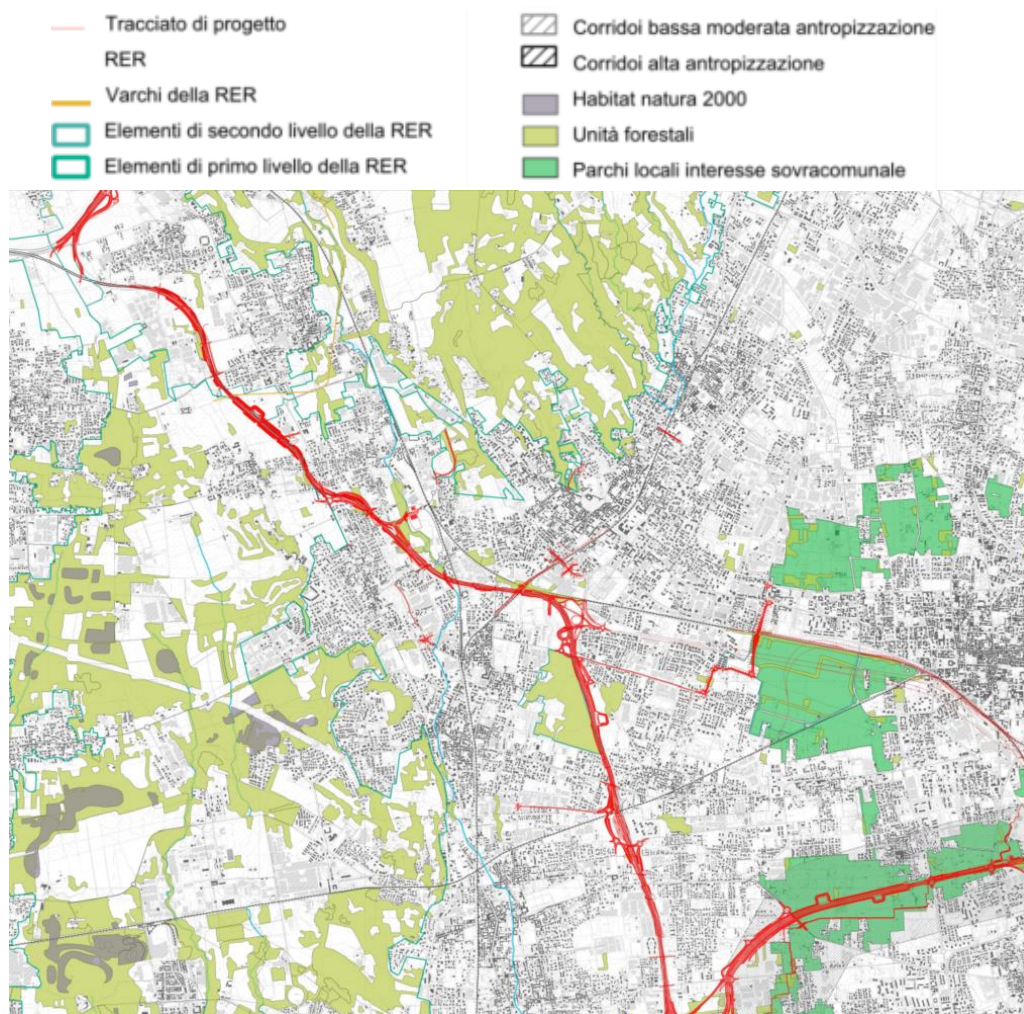 Tracciato di progetto
RER
Varchi della RER
Elementi di secondo livello della RER
Elementi di primo livello della RER
Corridoi bassa moderata antropizzazione
Corridoi alta antropizzazione
Habitat natura 2000
Unità forestali
Parchi locali interesse sovracomunale